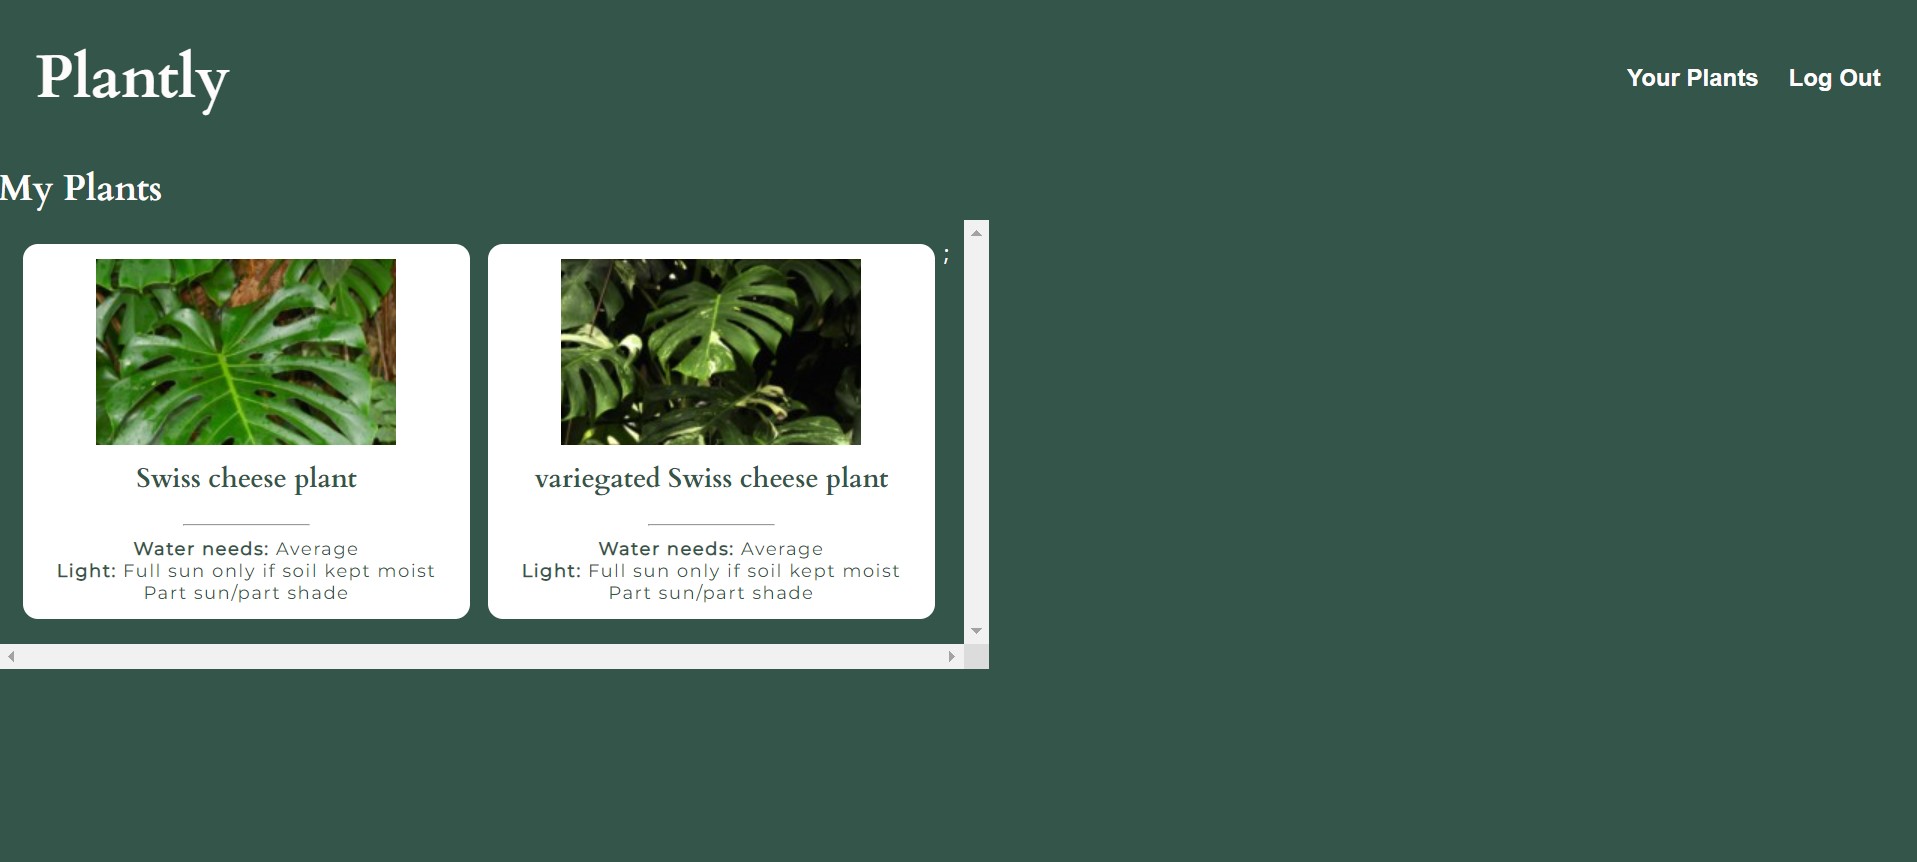 Plantly
Your Plants Log Out
My Plants
;
Swiss cheese plant
Water needs: Average
Light: Full sun only if soil kept moist
Part sun/part shade
variegated Swiss cheese plant
Water needs: Average
Light: Full sun only if soil kept moist
Part sun/part shade